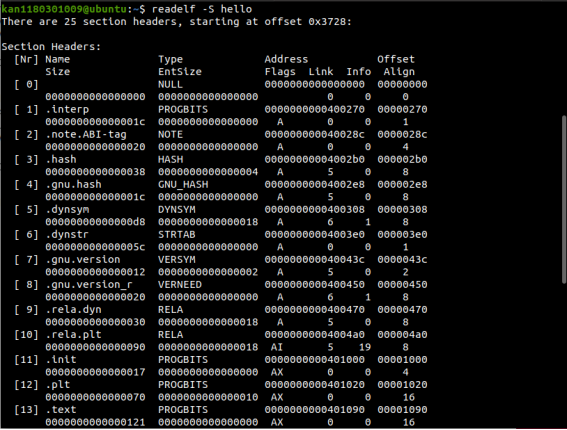 kan1180301009@ubuntu:~$ readelf -S hello
There are 25 section headers, starting at offset 0x3728:
Section Headers:
[Nr] Name Type Address Offset
Size EntSize Flags Link Info Align
[ 0] NULL 0000000000000000 00000000
0000000000000000 0000000000000000 0 0 0
[ 1] .interp PROGBITS 0000000000400270 00000270
000000000000001c 0000000000000000 A 0 0 1
[ 2] .note.ABI-tag NOTE 000000000040028c 0000028c
0000000000000020 0000000000000000 A 0 0 4
[ 3] .hash HASH 00000000004002b0 000002b0
0000000000000038 0000000000000004 A 5 0 8
[ 4] .gnu.hash GNU_HASH 00000000004002e8 000002e8
000000000000001c 0000000000000000 A 5 0 8
[ 5] .dynsym DYNSYM 0000000000400308 00000308
00000000000000d8 0000000000000018 A 6 1 8
[ 6] .dynstr STRTAB 00000000004003e0 000003e0
000000000000005c 0000000000000000 A 0 0 1
[ 7] .gnu.version VERSYM 000000000040043c 0000043c
0000000000000012 0000000000000002 A 5 0 2
[ 8] .gnu.version_r VERNEED 0000000000400450 00000450
0000000000000020 0000000000000000 A 6 1 8
[ 9] .rela.dyn RELA 0000000000400470 00000470
0000000000000030 0000000000000018 A 5 0 8
[10] .rela.plt RELA 00000000004004a0 000004a0
0000000000000090 0000000000000018 AI 5 19 8
[11] .init PROGBITS 0000000000401000 00001000
0000000000000017 0000000000000000 AX 0 0 4
[12] .plt PROGBITS 0000000000401020 00001020
0000000000000070 0000000000000010 AX 0 0 16
[13] .text PROGBITS 0000000000401090 00001090
0000000000000121 0000000000000000 AX 0 0 16